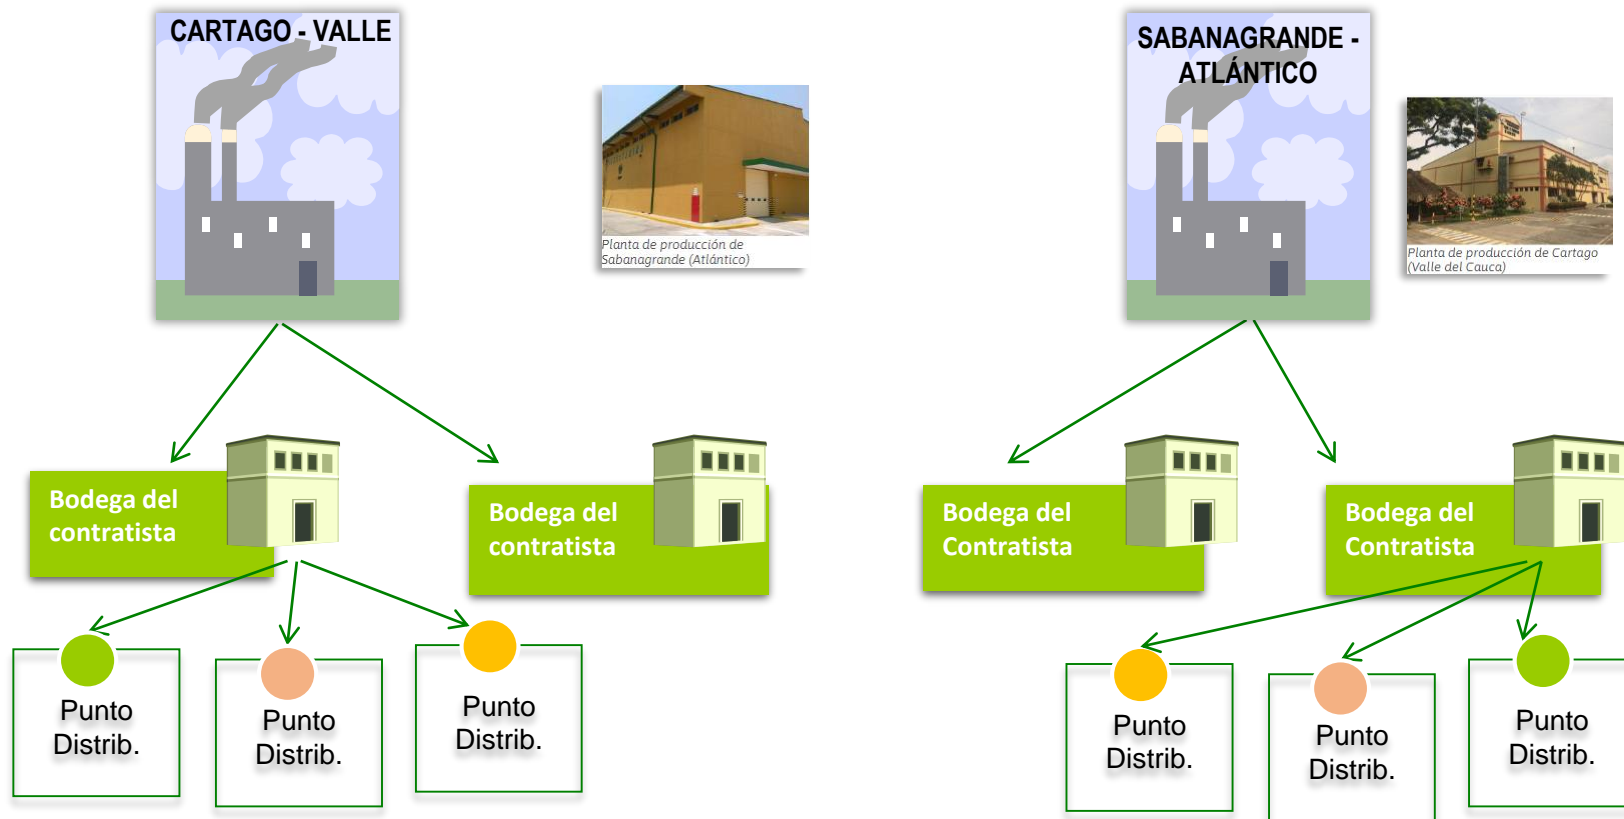 CARTAGO - VALLE
Planta de producción de
Sabanagrande (Atlántico)
SABANAGRANDE -
ATLÁNTICO
Planta de producción de Cartago
(Valle del Cauca)
Bodega del
contratista
Bodega del
contratista
Bodega del
Contratista
Bodega del
Contratista
Punto
Distrib.
Punto
Distrib.
Punto
Distrib.
Punto
Distrib.
Punto
Distrib.
Punto
Distrib.